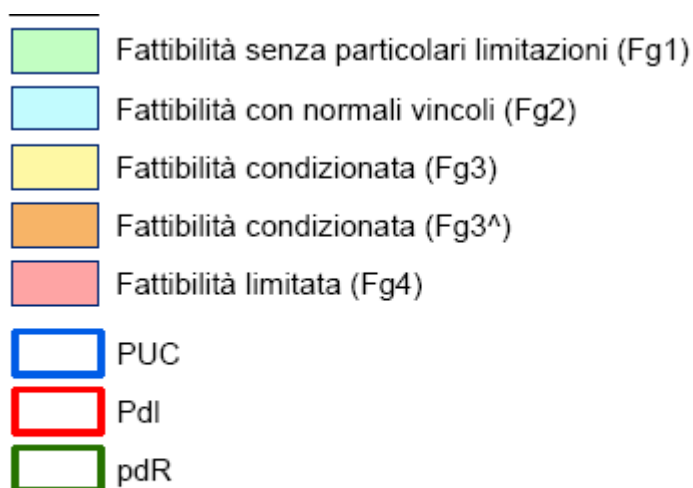 Fattibilità senza particolari limitazioni (Fg1)
Fattibilità con normali vincoli (Fg2)
Fattibilità condizionata (Fg3)
Fattibilità condizionata (Fg3^)
Fattibilità limitata (Fg4)
PUC
PdI
pdR